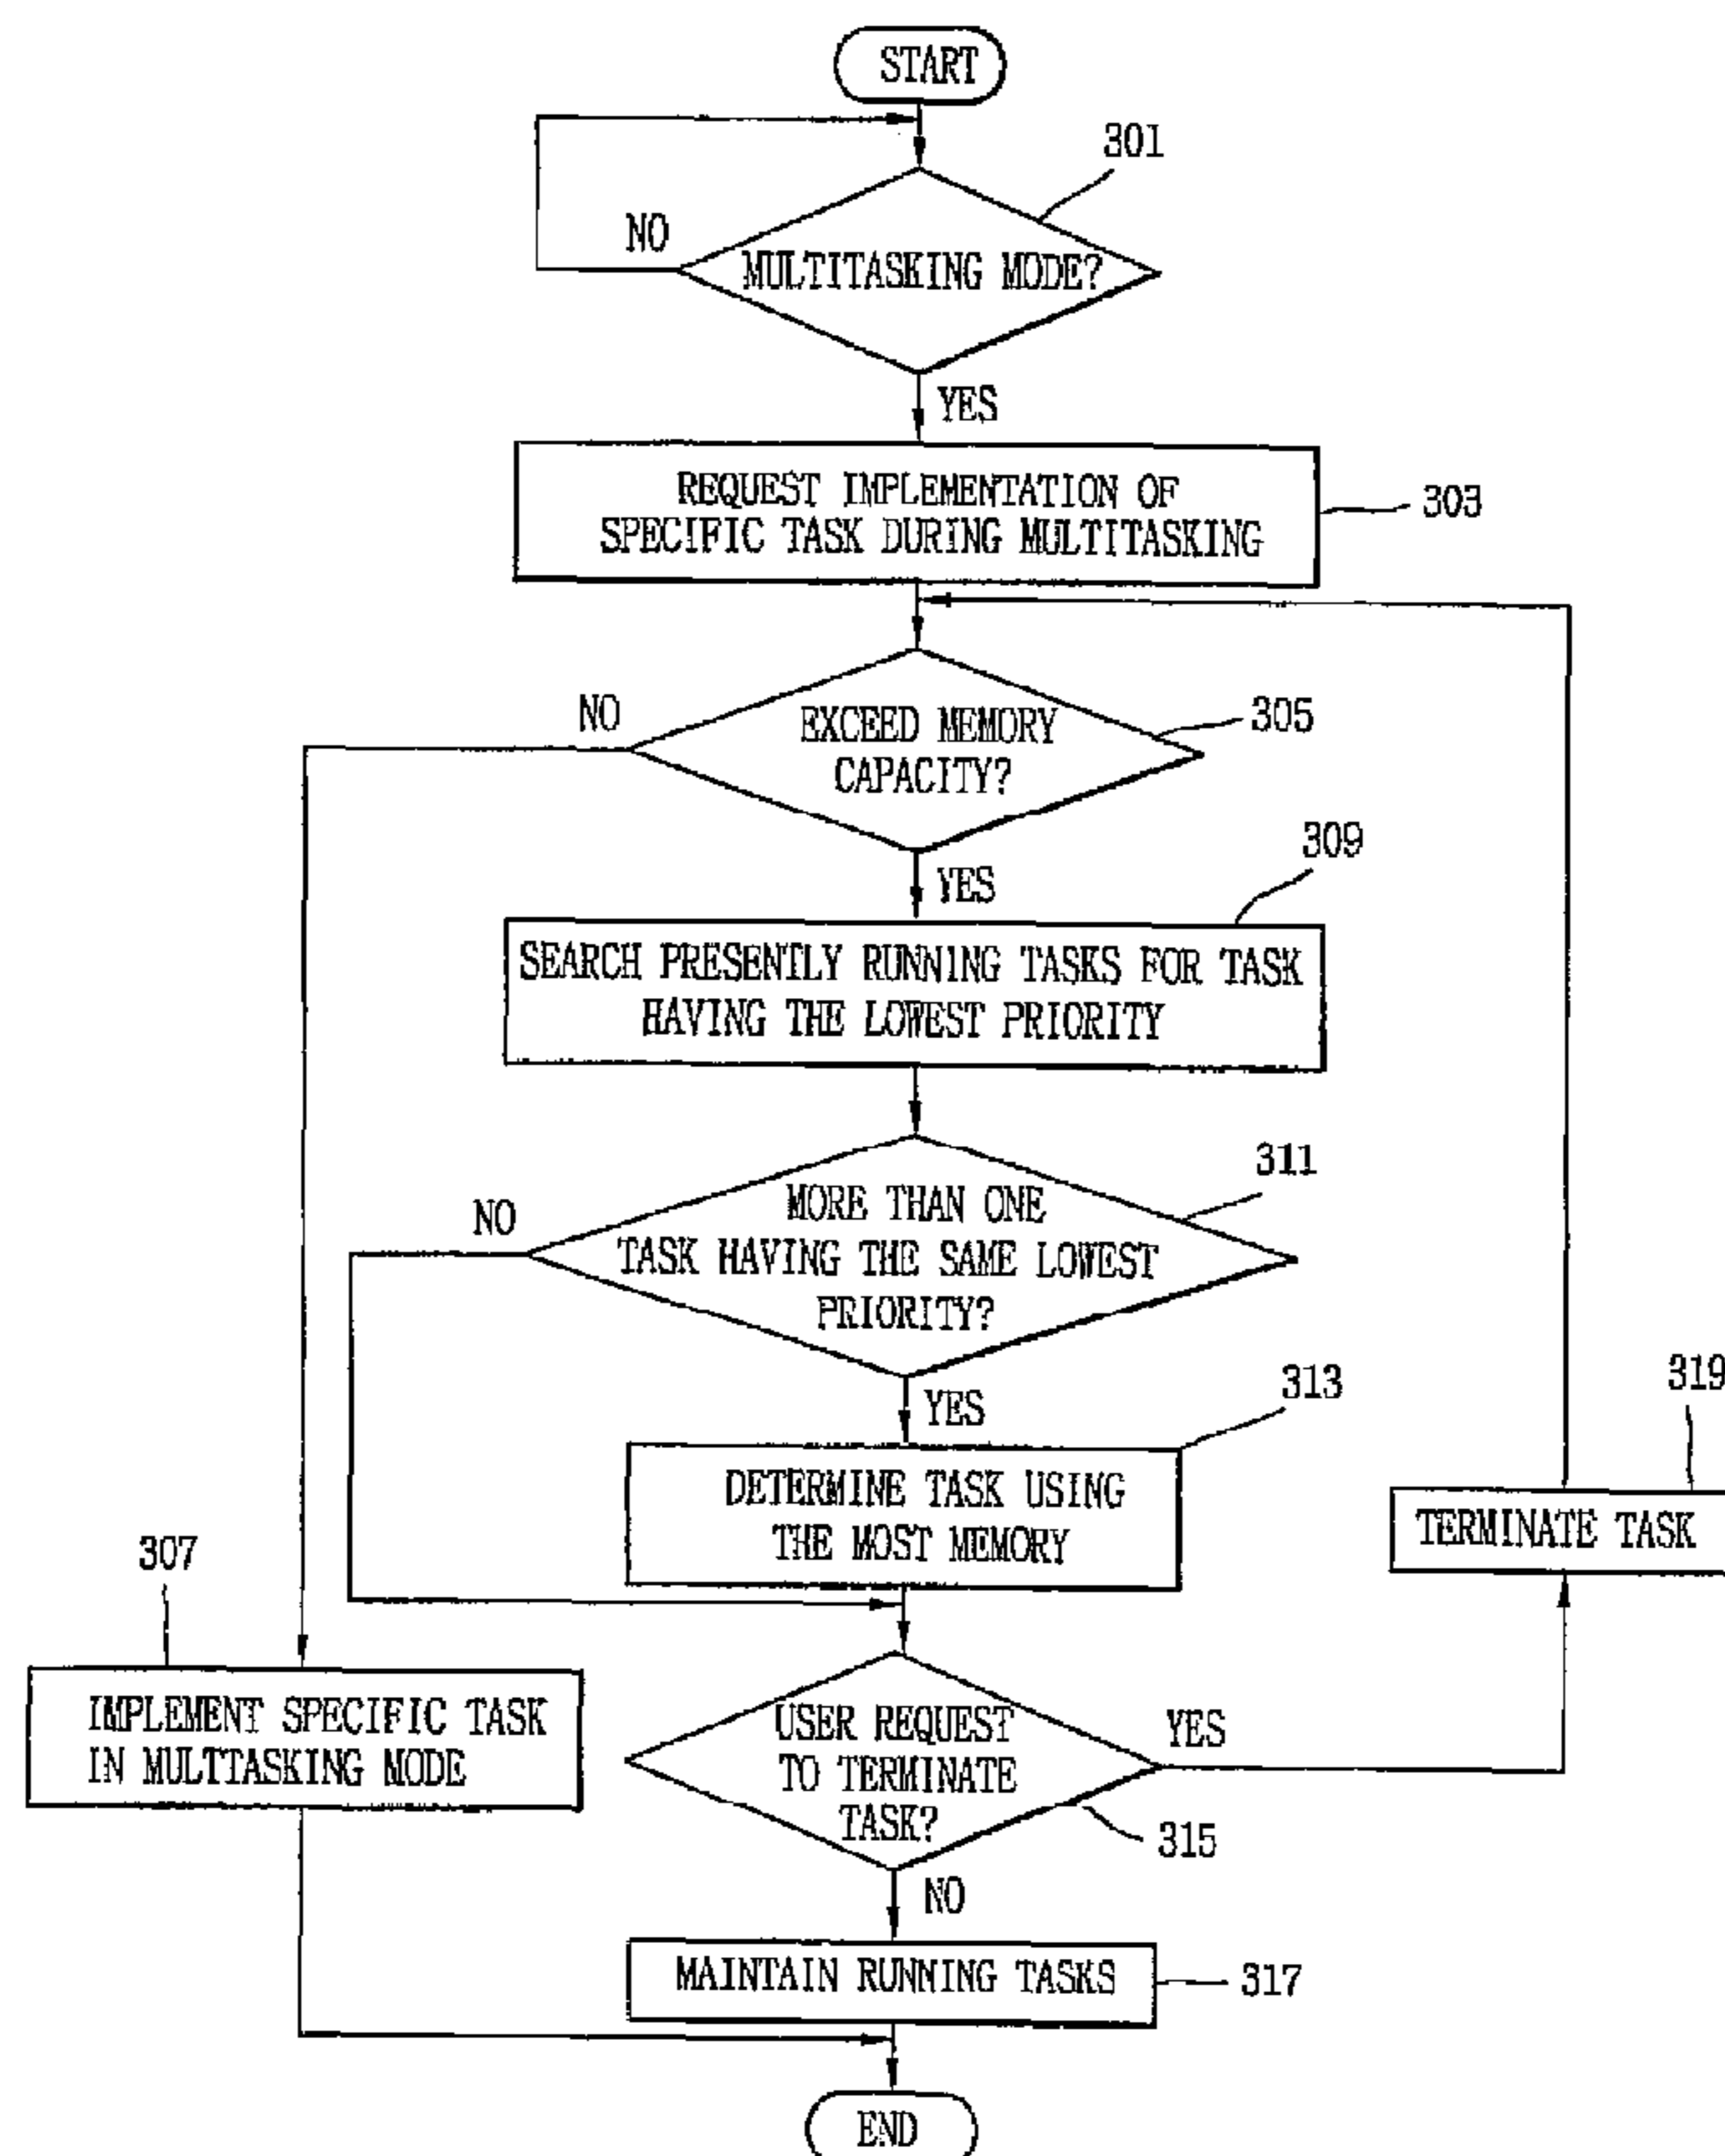 START
301
NO
MULTITASKING MODE?
YES
REQUEST IMPLEMENTATION OF
SPECIFIC TASK DURING MULTITASKING
303
NO
EXCEED MEMORY
CAPACITY?
305
YES
309
SEARCH PRESENTLY RUNNING TASKS FOR TASK
HAVING THE LOWEST PRIORITY
311
NO
MORE THAN ONE
TASK HAVING THE SAME LOWEST
PRIORITY?
YES
313
319
DETERMINE TASK USING
THE MOST MEMORY
TERMINATE TASK
307
IMPLEMENT SPECIFIC TASK
IN MULTTASKING MODE
USER REQUEST
TO TERMINATE
TASK?
YES
315
NO
MAINTAIN RUNNING TASKS
317
END